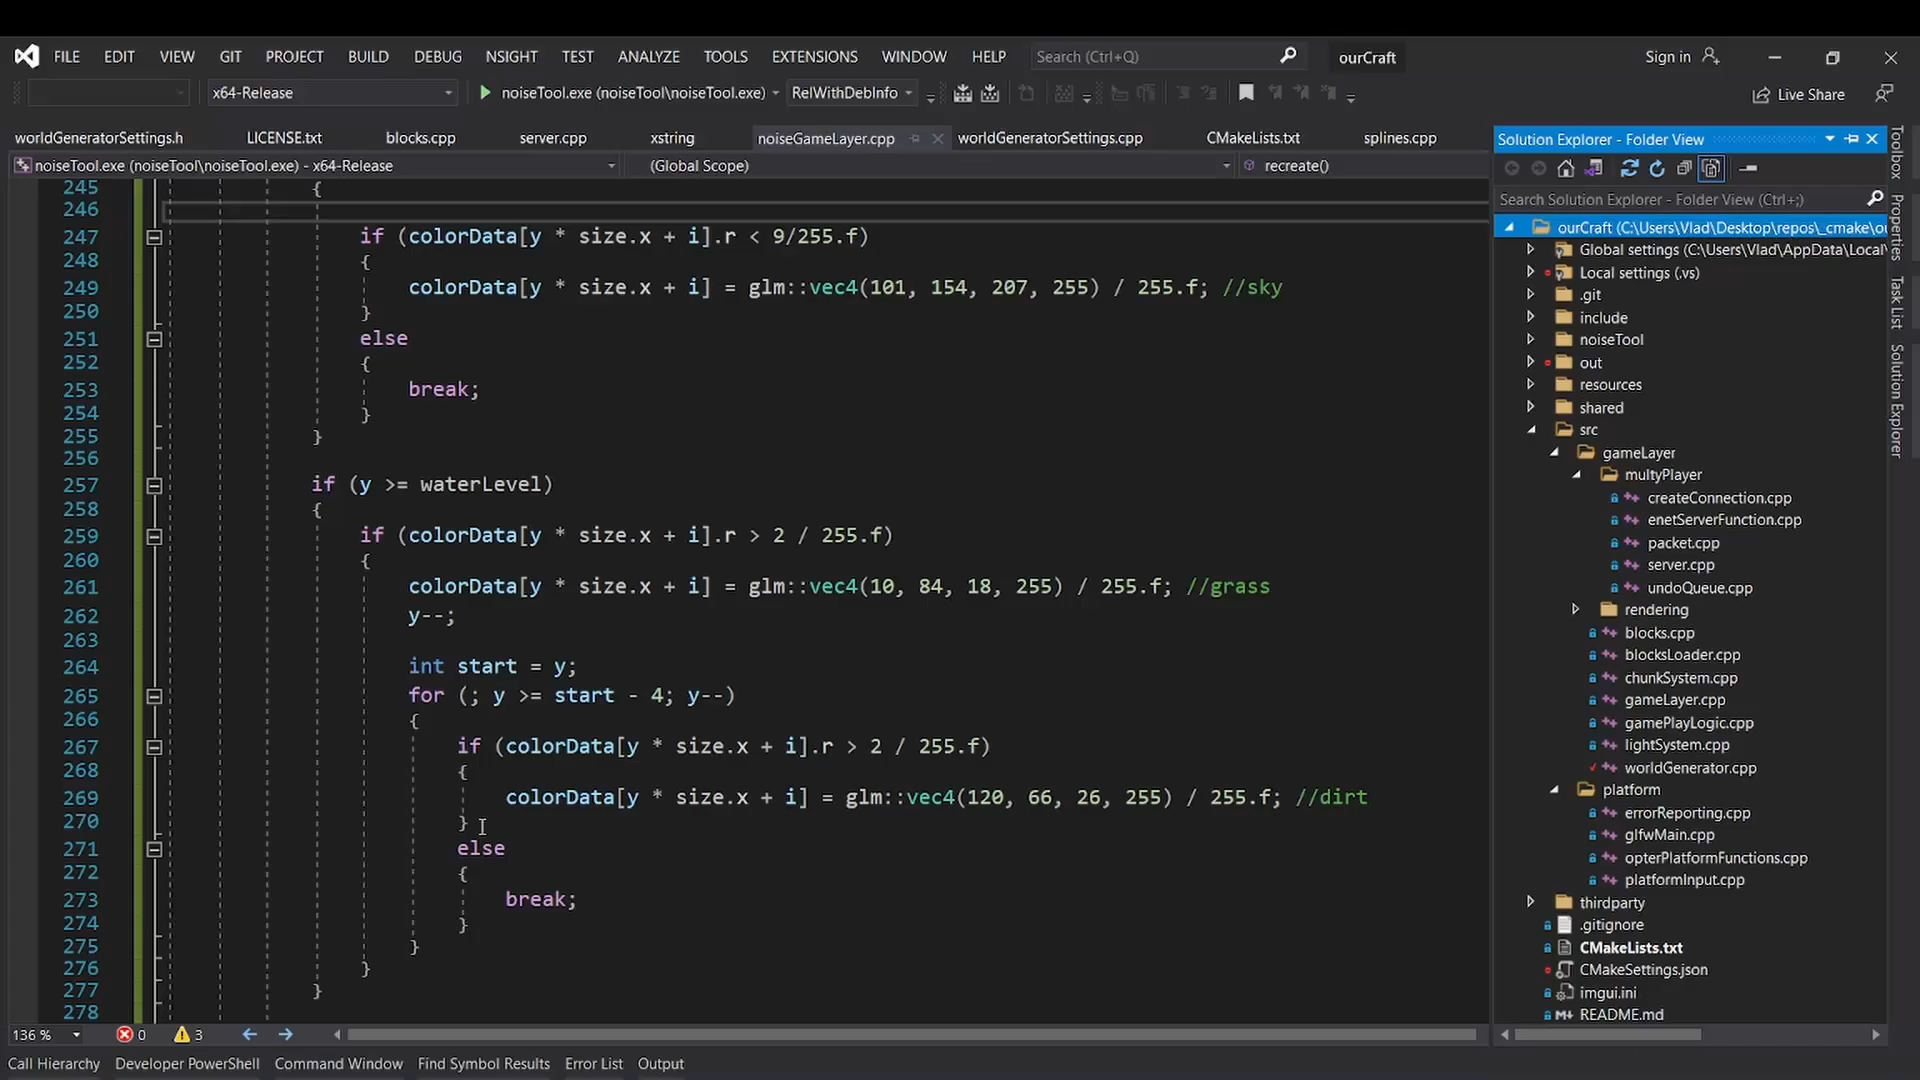 FILE EDIT VIEW GIT PROJECT BUILD DEBUG NSIGHT TEST ANALYZE TOOLS EXTENSIONS WINDOW HELP Search (Ctrl+Q) ourCraft Sign in
x64-Release noiseTool.exe (noiseTool\noiseTool.exe) RelWithDebInfo Live Share
worldGeneratorSettings.h LICENSE.txt blocks.cpp server.cpp xstring noiseGameLayer.cpp worldGeneratorSettings.cpp CMakeLists.txt splines.cpp
noiseTool.exe (noiseTool\noiseTool.exe) - x64-Release (Global Scope) recreate()
245 {
246
247 if (colorData[y * size.x + i].r < 9/255.f)
248 {
249 colorData[y * size.x + i] = glm::vec4(101, 154, 207, 255) / 255.f; //sky
250 }
251 else
252 {
253 break;
254 }
255 }
256
257 if (y >= waterLevel)
258 {
259 if (colorData[y * size.x + i].r > 2 / 255.f)
260 {
261 colorData[y * size.x + i] = glm::vec4(10, 84, 18, 255) / 255.f; //grass
262 y--;
263
264 int start = y;
265 for (; y >= start - 4; y--)
266 {
267 if (colorData[y * size.x + i].r > 2 / 255.f)
268 {
269 colorData[y * size.x + i] = glm::vec4(120, 66, 26, 255) / 255.f; //dirt
270 }
271 else
272 {
273 break;
274 }
275 }
276 }
277 }
278
136 % 0 3
Call Hierarchy Developer PowerShell Command Window Find Symbol Results Error List Output
Solution Explorer - Folder View
Search Solution Explorer - Folder View (Ctrl+;)
ourCraft (C:\Users\Vlad\Desktop\repos\_cmake\ou
Global settings (C:\Users\Vlad\AppData\Local\
Local settings (.vs)
.git
include
noiseTool
out
resources
shared
src
gameLayer
multyPlayer
createConnection.cpp
enetServerFunction.cpp
packet.cpp
server.cpp
undoQueue.cpp
rendering
blocks.cpp
blocksLoader.cpp
chunkSystem.cpp
gameLayer.cpp
gamePlayLogic.cpp
lightSystem.cpp
worldGenerator.cpp
platform
errorReporting.cpp
glfwMain.cpp
opterPlatformFunctions.cpp
platformInput.cpp
thirdparty
.gitignore
CMakeLists.txt
CMakeSettings.json
imgui.ini
README.md
Toolbox
Properties
Task List
Solution Explorer